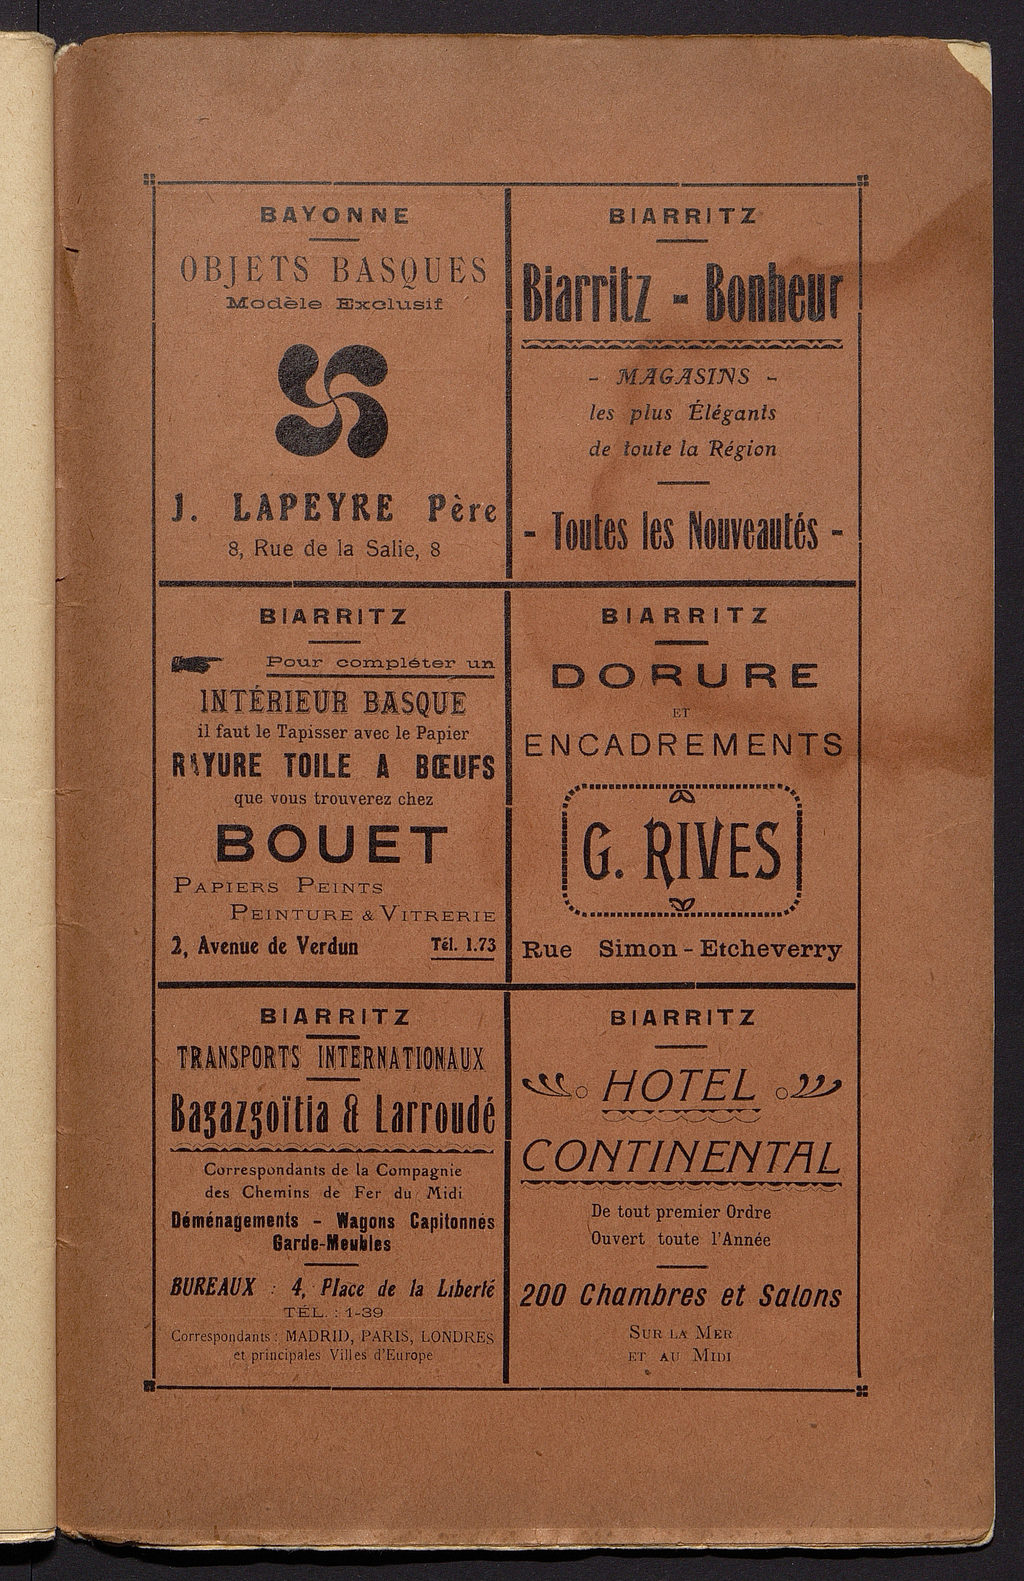 BAYONNE
OBJETS BASQUES
Modèle Exclusif
J. LAPEYRE Père
8, Rue de la Salie, 8
BIARRITZ
Biarritz - Bonheur
- MAGASINS -
les plus Élégants
de toute la Région
- Toutes les Nouveautés -
BIARRITZ
Pour compléter un
INTÉRIEUR BASQUE
il faut le Tapisser avec le Papier
RAYURE TOILE A BŒUFS
que vous trouverez chez
BOUET
PAPIERS PEINTS
PEINTURE & VITRERIE
2, Avenue de Verdun Tél. 1.73
BIARRITZ
DORURE
ET
ENCADREMENTS
G. RIVES
Rue Simon-Etcheverry
BIARRITZ
TRANSPORTS INTERNATIONAUX
Bagazgoïtia & Larroudé
Correspondants de la Compagnie
des Chemins de Fer du Midi
Déménagements - Wagons Capitonnés
Garde-Meubles
BUREAUX : 4, Place de la Liberté
TÉL. : 1-39
Correspondants : MADRID, PARIS, LONDRES
et principales Villes d'Europe
BIARRITZ
HOTEL
CONTINENTAL
De tout premier Ordre
Ouvert toute l'Année
200 Chambres et Salons
SUR LA MER
ET AU MIDI